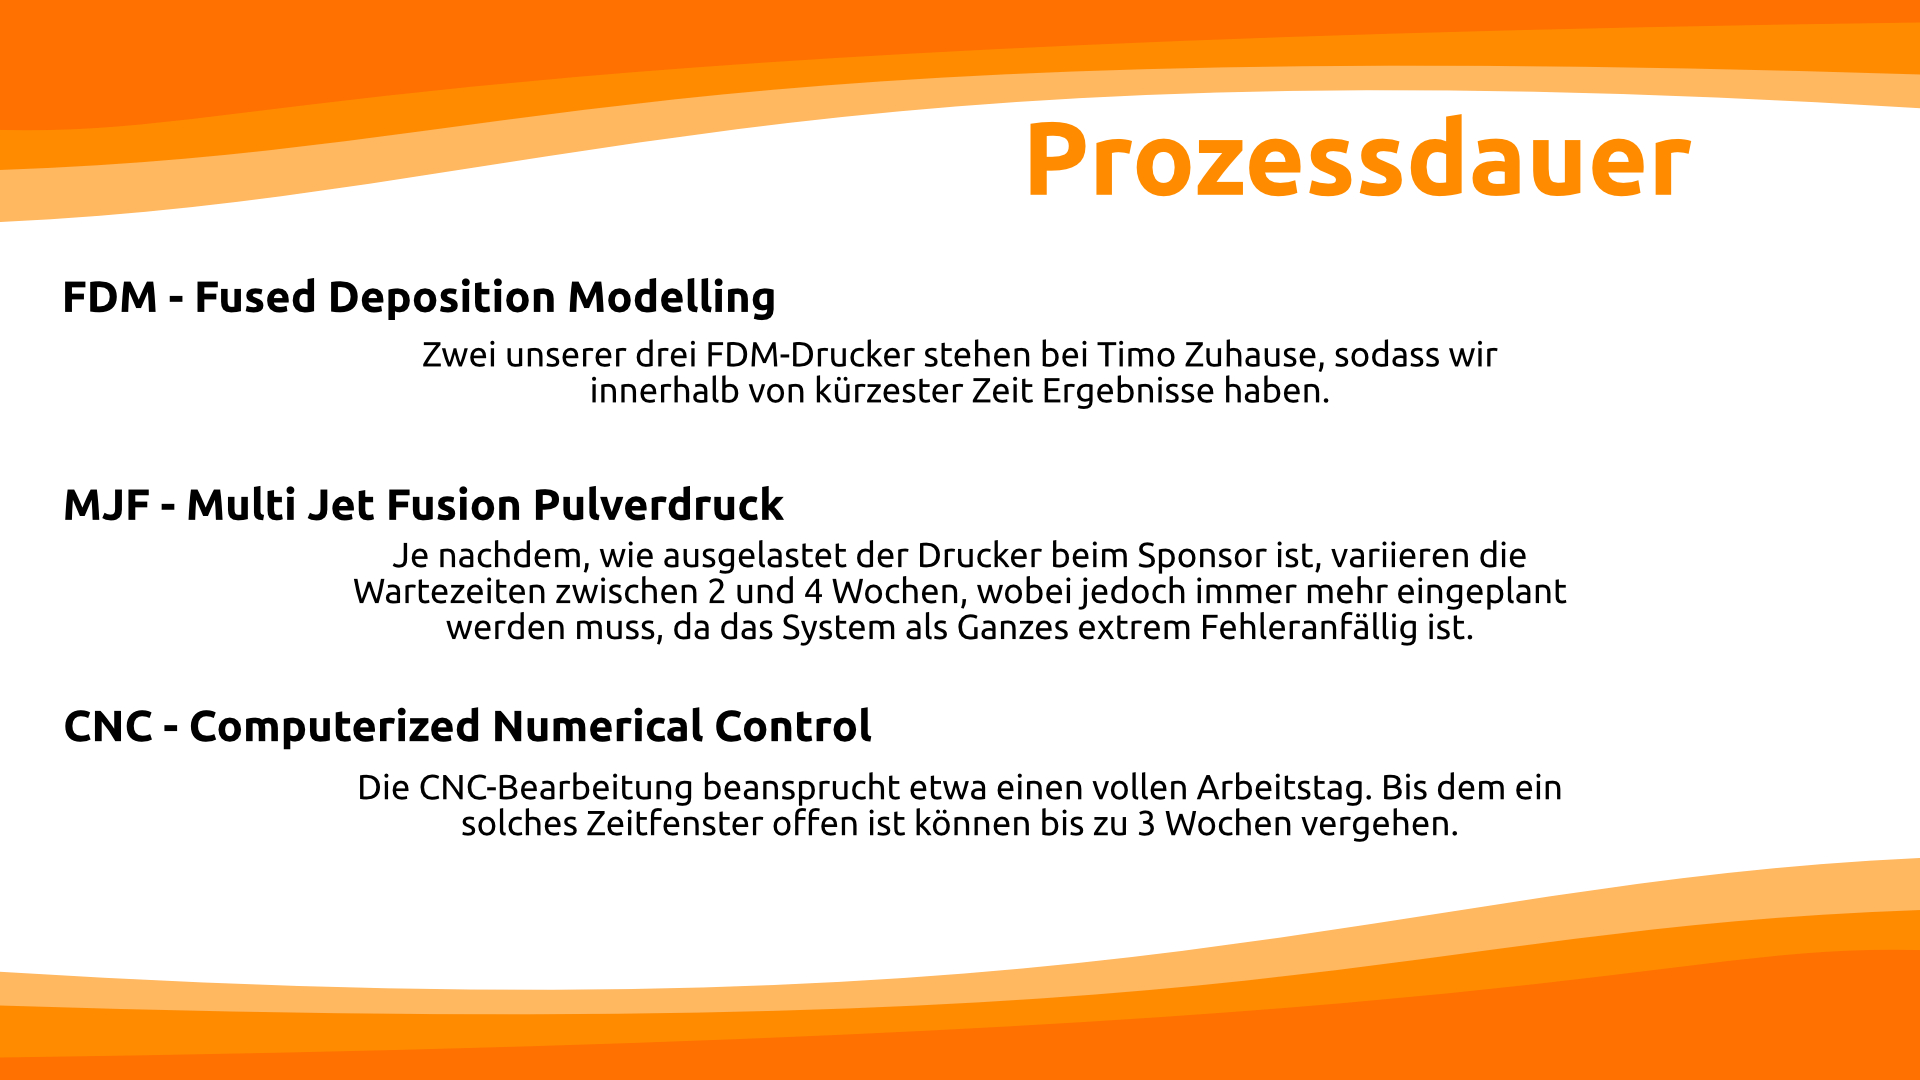 Prozessdauer
FDM - Fused Deposition Modelling
Zwei unserer drei FDM-Drucker stehen bei Timo Zuhause, sodass wir
innerhalb von kürzester Zeit Ergebnisse haben.
MJF - Multi Jet Fusion Pulverdruck
Je nachdem, wie ausgelastet der Drucker beim Sponsor ist, variieren die
Wartezeiten zwischen 2 und 4 Wochen, wobei jedoch immer mehr eingeplant
werden muss, da das System als Ganzes extrem Fehleranfällig ist.
CNC - Computerized Numerical Control
Die CNC-Bearbeitung beansprucht etwa einen vollen Arbeitstag. Bis dem ein
solches Zeitfenster offen ist können bis zu 3 Wochen vergehen.